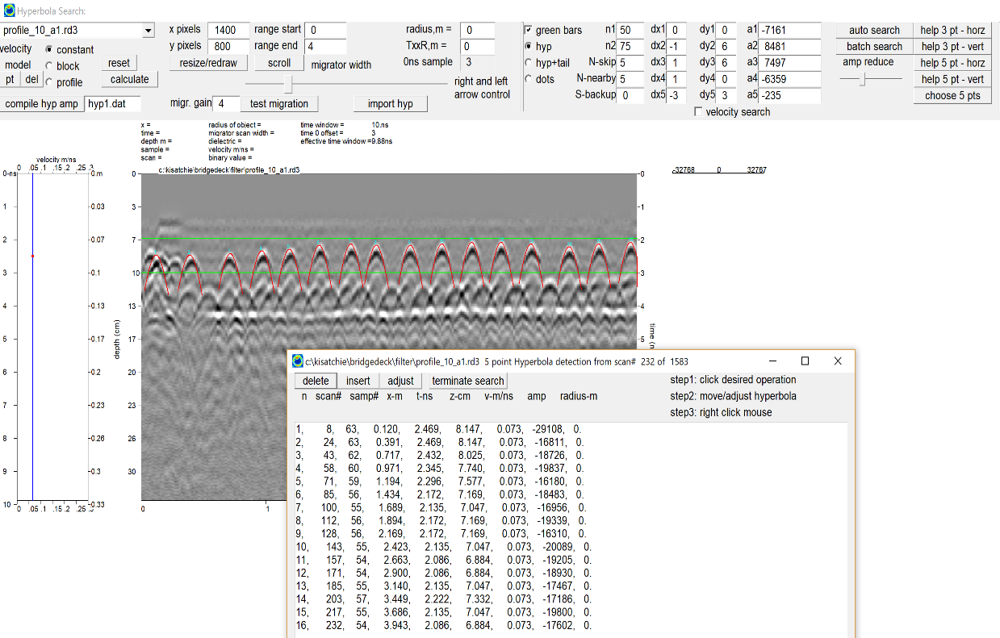 Hyperbola Search:
profile_10_a1.rd3 x pixels 1400 range start 0 radius,m = 0 green bars n1 50 dx1 0 dy1 0 a1 -7161 auto search help 3 pt - horz
velocity constant y pixels 800 range end 4 TxxR,m = 0 hyp n2 75 dx2 -1 dy2 6 a2 8481 batch search help 3 pt - vert
model block reset resize/redraw scroll migrator width 0ns sample 3 hyp+tail N-skip 5 dx3 1 dy3 6 a3 7497 amp reduce help 5 pt - horz
pt del profile calculate right and left arrow control dots N-nearby 5 dx4 1 dy4 0 a4 -6359 help 5 pt - vert
compile hyp amp hyp1.dat migr. gain 4 test migration import hyp S-backup 0 dx5 -3 dy5 3 a5 -235 choose 5 pts
velocity search
x = radius of object = time window = 10.ns
time = migrator scan width = time 0 offset = 3
depth m = dielectric = effective time window =9.88ns
sample = velocity m/ns =
scan = binary value =
velocity m/ns
0 .05 .1 .15 .2 .25 .3
c:\kisatchie\bridgedeck\filter\profile_10_a1.rd3
-32768 0 32767
0-ns 0.m 0 0
1 0.03 3 1
2 0.07 7 2
3 0.1 10 3
4 0.13 13 4
5 0.17 17 5
6 0.2 20
7 0.23 23
8 0.26 26
9 0.3 30
10 0.33
0 .05 .1 .15 .2 .25 .3
depth (cm)
time (n
0 1
c:\kisatchie\bridgedeck\filter\profile_10_a1.rd3 5 point Hyperbola detection from scan# 232 of 1583
delete insert adjust terminate search step1: click desired operation
n scan# samp# x-m t-ns z-cm v-m/ns amp radius-m step2: move/adjust hyperbola
step3: right click mouse
1, 8, 63, 0.120, 2.469, 8.147, 0.073, -29108, 0.
2, 24, 63, 0.391, 2.469, 8.147, 0.073, -16811, 0.
3, 43, 62, 0.717, 2.432, 8.025, 0.073, -18726, 0.
4, 58, 60, 0.971, 2.345, 7.740, 0.073, -19837, 0.
5, 71, 59, 1.194, 2.296, 7.577, 0.073, -16180, 0.
6, 85, 56, 1.434, 2.172, 7.169, 0.073, -18483, 0.
7, 100, 55, 1.689, 2.135, 7.047, 0.073, -16956, 0.
8, 112, 56, 1.894, 2.172, 7.169, 0.073, -19339, 0.
9, 128, 56, 2.169, 2.172, 7.169, 0.073, -16310, 0.
10, 143, 55, 2.423, 2.135, 7.047, 0.073, -20089, 0.
11, 157, 54, 2.663, 2.086, 6.884, 0.073, -19205, 0.
12, 171, 54, 2.900, 2.086, 6.884, 0.073, -18930, 0.
13, 185, 55, 3.140, 2.135, 7.047, 0.073, -17467, 0.
14, 203, 57, 3.449, 2.222, 7.332, 0.073, -17186, 0.
15, 217, 55, 3.686, 2.135, 7.047, 0.073, -19800, 0.
16, 232, 54, 3.943, 2.086, 6.884, 0.073, -17602, 0.